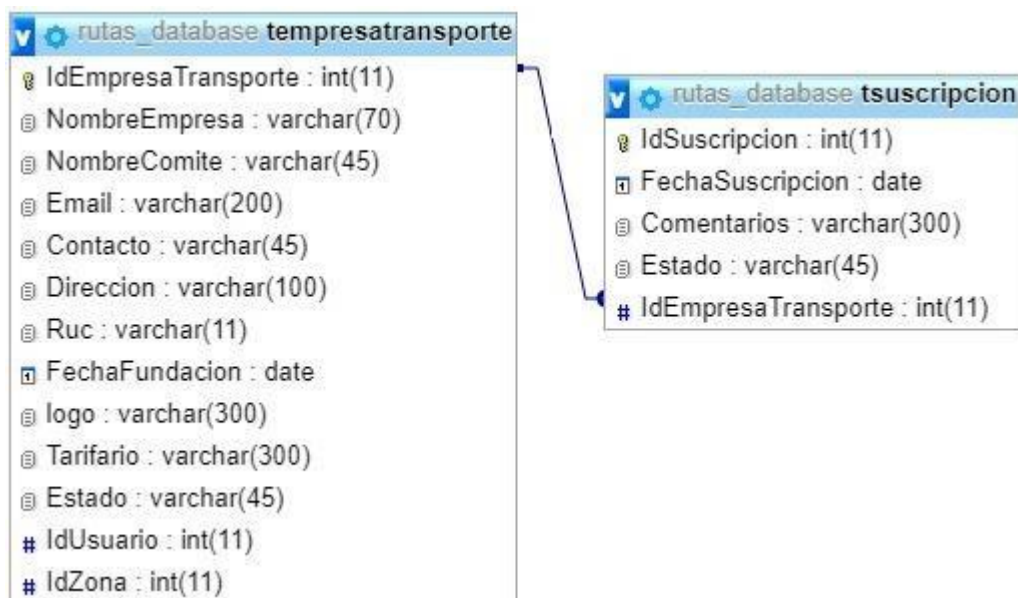 v rutas_database tempresatransporte
IdEmpresaTransporte : int(11)
NombreEmpresa : varchar(70)
NombreComite : varchar(45)
Email : varchar(200)
Contacto : varchar(45)
Direccion : varchar(100)
Ruc : varchar(11)
FechaFundacion : date
logo : varchar(300)
Tarifario : varchar(300)
Estado : varchar(45)
# IdUsuario : int(11)
# IdZona : int(11)
v rutas_database tsuscripcion
IdSuscripcion : int(11)
FechaSuscripcion : date
Comentarios : varchar(300)
Estado : varchar(45)
# IdEmpresaTransporte : int(11)